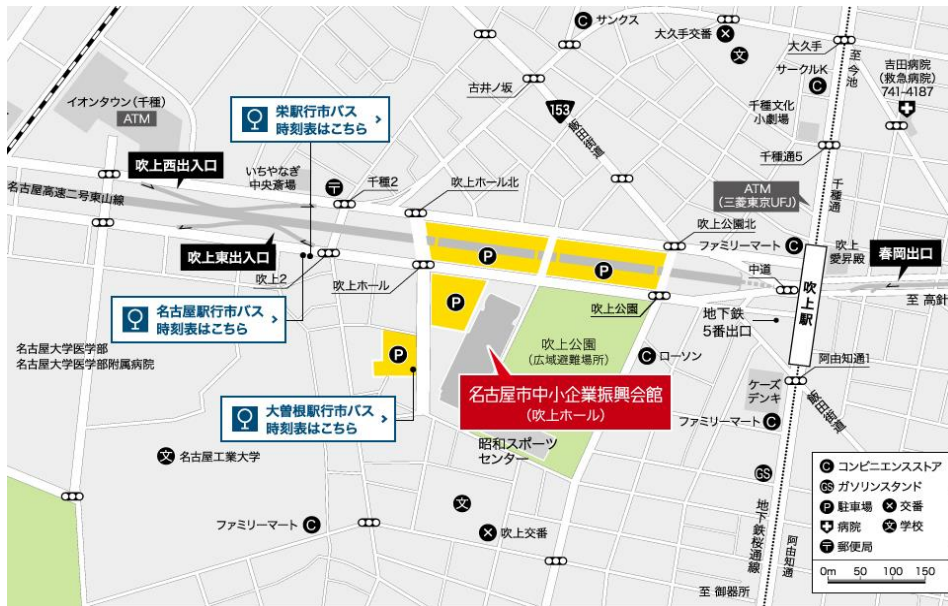 サンクス
大久手交番
大久手
至 今池
吉田病院
(救急病院)
741-4187
サークルK
イオンタウン(千種)
ATM
栄駅行市バス
時刻表はこちら
古井ノ坂
153
飯田街道
千種文化
小劇場
千種通5
吹上西出入口
いちやなぎ
中央斎場
千種2
吹上ホール北
ATM
(三菱東京UFJ)
千種通
名古屋高速二号東山線
吹上公園北
ファミリーマート
吹上
愛昇殿
春岡出口
吹上東出入口
吹上2
吹上ホール
中道
吹上駅
至 高針
名古屋駅行市バス
時刻表はこちら
吹上公園
地下鉄
5番出口
名古屋大学医学部
名古屋大学医学部附属病院
吹上公園
(広域避難場所)
ローソン
阿由知通1
名古屋市中小企業振興会館
(吹上ホール)
ケーズ
デンキ
飯田街道
大曽根駅行市バス
時刻表はこちら
ファミリーマート
昭和スポーツ
センター
名古屋工業大学
ファミリーマート
吹上交番
地下鉄桜通線
阿由知通
至 御器所
コンビニエンスストア
ガソリンスタンド
駐車場
交番
病院
学校
郵便局
0m 50 100 150